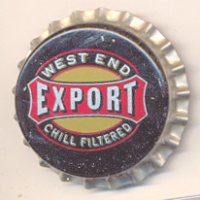 WEST END
EXPORT
CHILL FILTERED